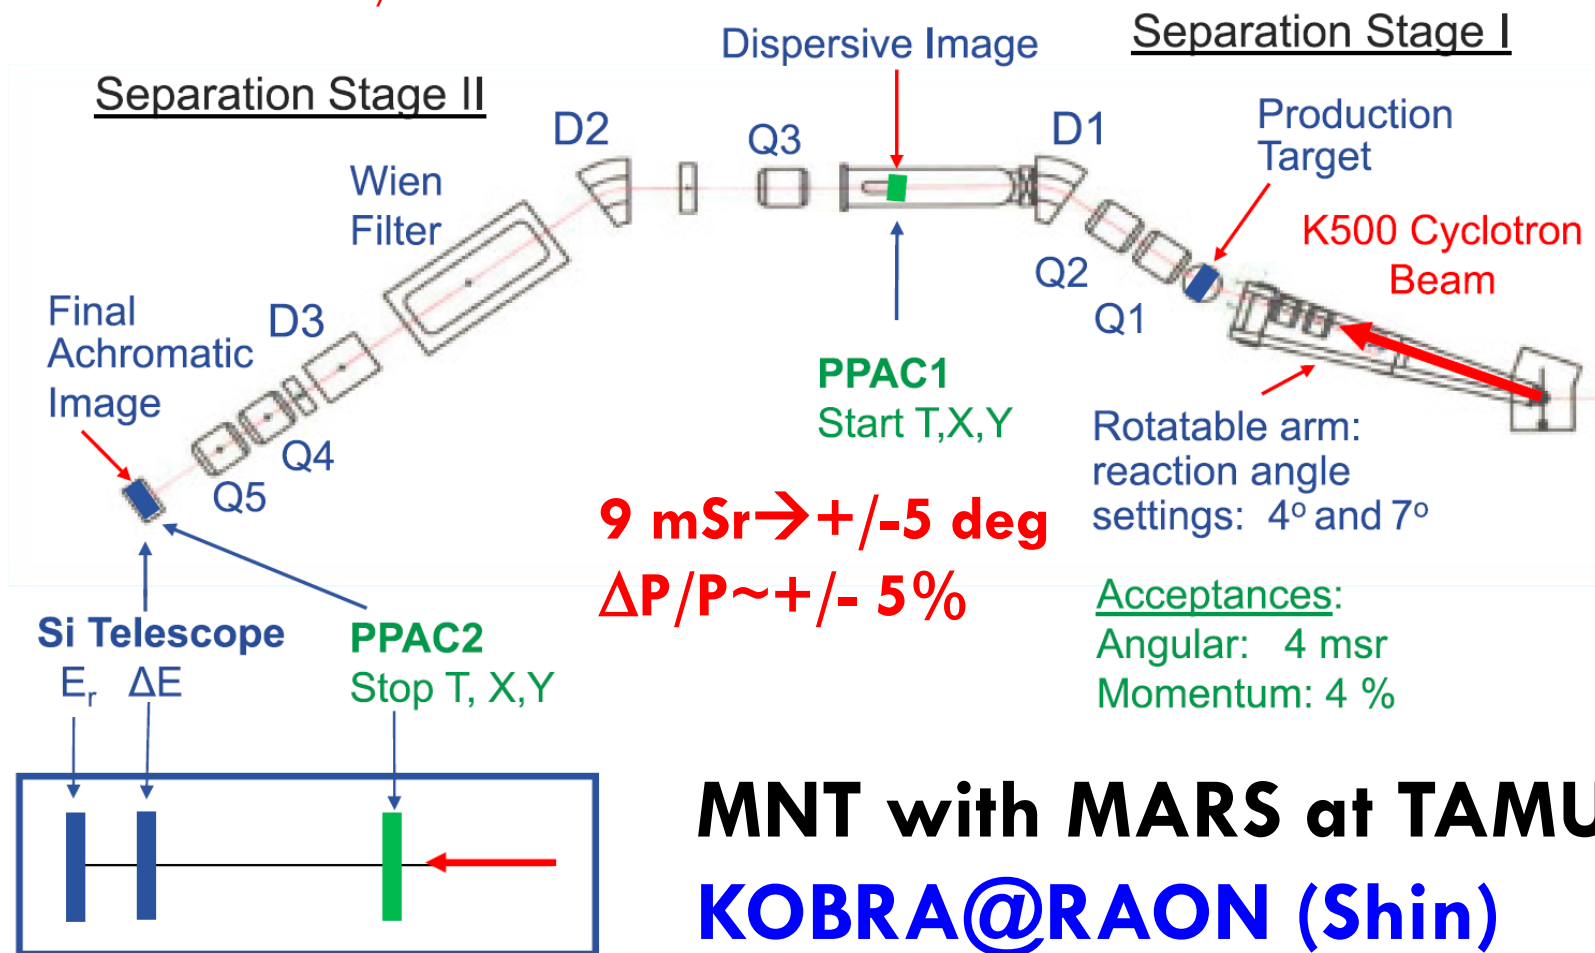 Separation Stage I
Dispersive Image
Separation Stage II
D2
Q3
D1
Production
Target
Wien
Filter
K500 Cyclotron
Beam
Q2
Q1
Final
Achromatic
Image
D3
PPAC1
Start T,X,Y
Rotatable arm:
reaction angle
settings: 4º and 7º
Q4
Q5
9 mSr→+/-5 deg
ΔP/P~+/- 5%
Acceptances:
Angular: 4 msr
Momentum: 4 %
Si Telescope
Er ΔE
PPAC2
Stop T, X,Y
MNT with MARS at TAMU
KOBRA@RAON (Shin)